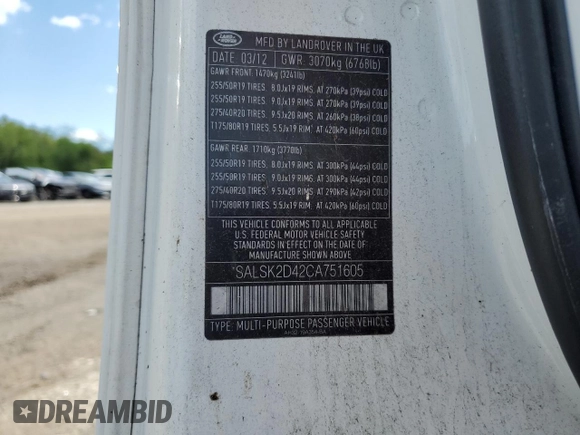 LAND ROVER
MFD BY LANDROVER IN THE UK
DATE 03/12 GWR 3070kg (6768lb)
GAWR FRONT: 1470kg (3241lb)
255/50R19 TIRES. 8.0Jx19 RIMS. AT 270kPa (39psi) COLD
255/50R19 TIRES. 9.0Jx19 RIMS. AT 270kPa (39psi) COLD
275/40R20 TIRES. 9.5Jx20 RIMS. AT 260kPa (38psi) COLD
T175/80R19 TIRES. 5.5Jx19 RIM. AT 420kPa (60psi) COLD
GAWR REAR: 1710kg (3770lb)
255/50R19 TIRES. 8.0Jx19 RIMS. AT 300kPa (44psi) COLD
255/50R19 TIRES. 9.0Jx19 RIMS. AT 300kPa (44psi) COLD
275/40R20 TIRES. 9.5Jx20 RIMS. AT 290kPa (42psi) COLD
T175/80R19 TIRES. 5.5Jx19 RIM. AT 420kPa (60psi) COLD
THIS VEHICLE CONFORMS TO ALL APPLICABLE
U.S. FEDERAL MOTOR VEHICLE SAFETY
STANDARDS IN EFFECT ON THE DATE OF
MANUFACTURE SHOWN ABOVE
SALSK2D42CA751605
TYPE: MULTI-PURPOSE PASSENGER VEHICLE
DREAMBID